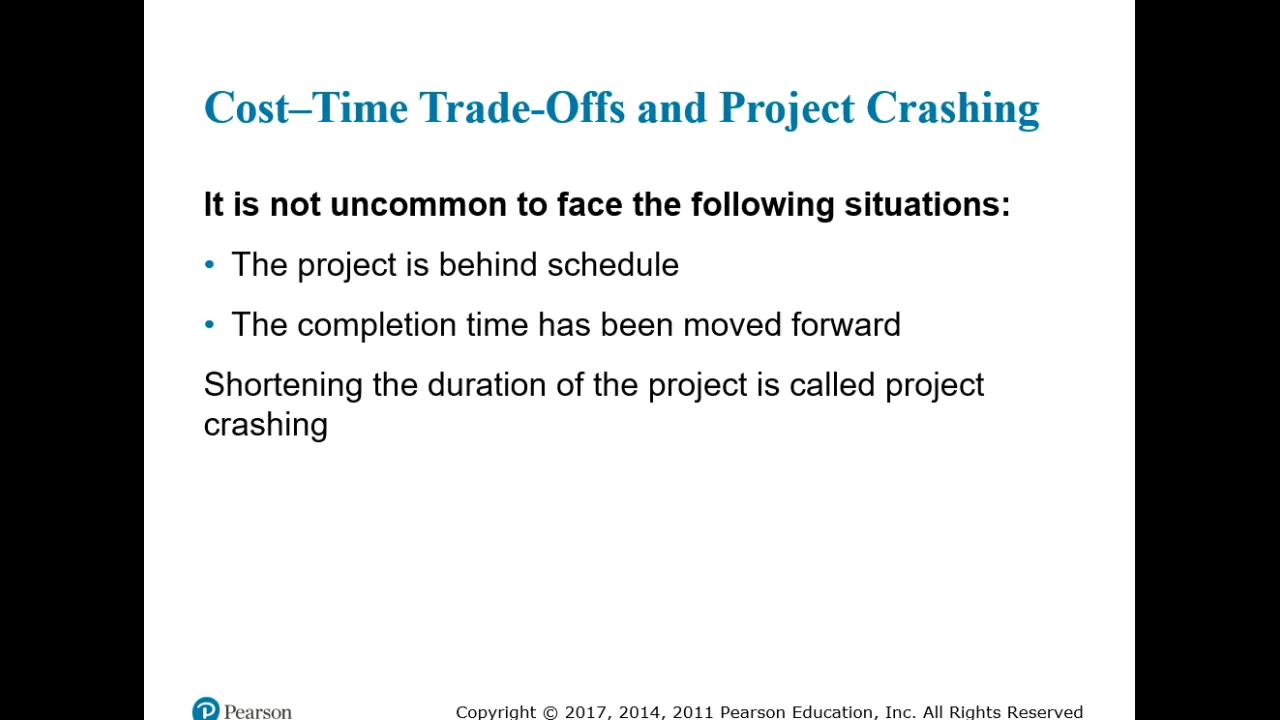 Cost–Time Trade-Offs and Project Crashing
It is not uncommon to face the following situations:
• The project is behind schedule
• The completion time has been moved forward
Shortening the duration of the project is called project
crashing
Pearson
Copyright © 2017, 2014, 2011 Pearson Education, Inc. All Rights Reserved